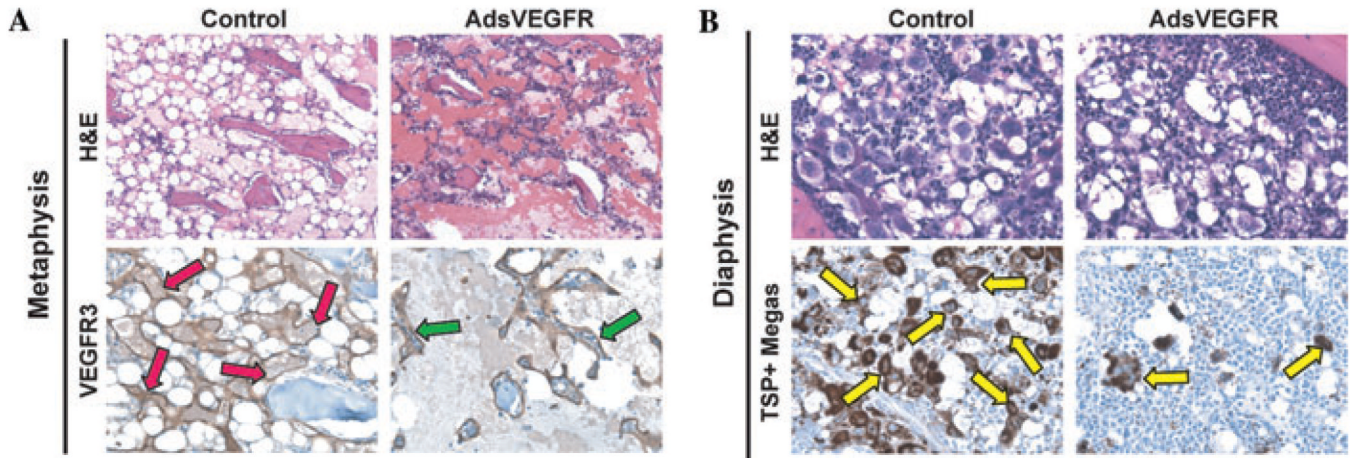 A
Control
AdsVEGFR
Metaphysis
H&E
VEGFR3
B
Control
AdsVEGFR
Diaphysis
H&E
TSP+ Megas